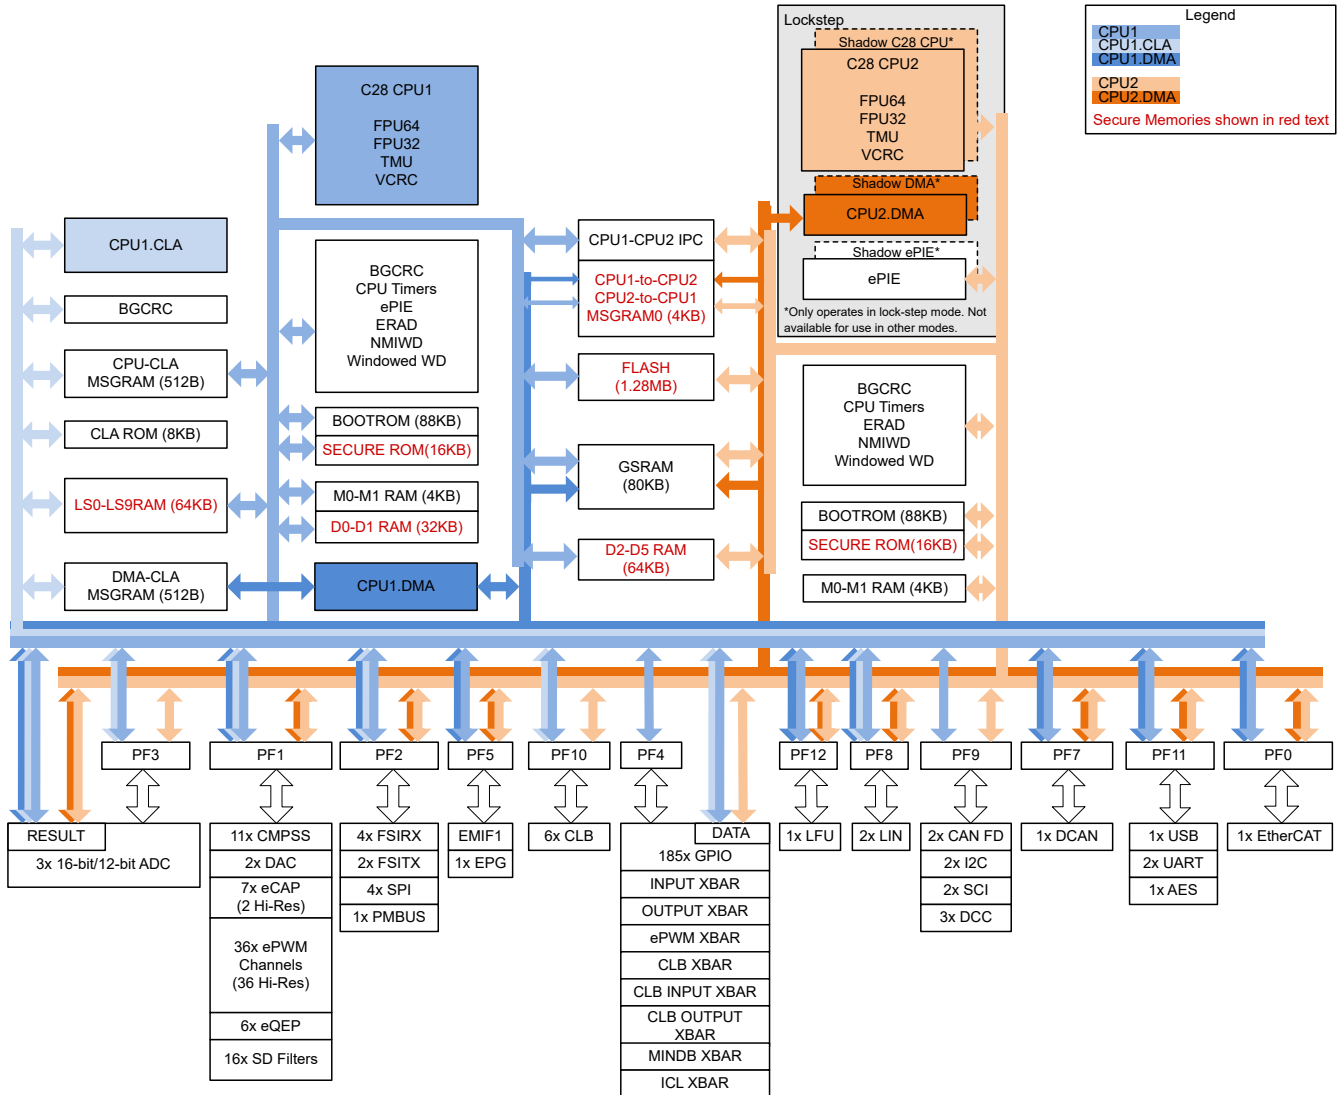 Legend
CPU1
CPU1.CLA
CPU1.DMA
CPU2
CPU2.DMA
Secure Memories shown in red text
Lockstep
Shadow C28 CPU*
C28 CPU2
FPU64
FPU32
TMU
VCRC
Shadow DMA*
CPU2.DMA
Shadow ePIE*
ePIE
*Only operates in lock-step mode. Not
available for use in other modes.
C28 CPU1
FPU64
FPU32
TMU
VCRC
CPU1.CLA
BGCRC
CPU-CLA
MSGRAM (512B)
CLA ROM (8KB)
LS0-LS9RAM (64KB)
DMA-CLA
MSGRAM (512B)
BGCRC
CPU Timers
ePIE
ERAD
NMIWD
Windowed WD
BOOTROM (88KB)
SECURE ROM(16KB)
M0-M1 RAM (4KB)
D0-D1 RAM (32KB)
CPU1.DMA
CPU1-CPU2 IPC
CPU1-to-CPU2
CPU2-to-CPU1
MSGRAM0 (4KB)
FLASH
(1.28MB)
GSRAM
(80KB)
D2-D5 RAM
(64KB)
BGCRC
CPU Timers
ERAD
NMIWD
Windowed WD
BOOTROM (88KB)
SECURE ROM(16KB)
M0-M1 RAM (4KB)
PF3
PF1
PF2
PF5
PF10
PF4
PF12
PF8
PF9
PF7
PF11
PF0
RESULT
3x 16-bit/12-bit ADC
11x CMPSS
2x DAC
7x eCAP
(2 Hi-Res)
36x ePWM
Channels
(36 Hi-Res)
6x eQEP
16x SD Filters
4x FSIRX
2x FSITX
4x SPI
1x PMBUS
EMIF1
1x EPG
6x CLB
DATA
185x GPIO
INPUT XBAR
OUTPUT XBAR
ePWM XBAR
CLB XBAR
CLB INPUT XBAR
CLB OUTPUT
XBAR
MINDB XBAR
ICL XBAR
1x LFU
2x LIN
2x CAN FD
2x I2C
2x SCI
3x DCC
1x DCAN
1x USB
2x UART
1x AES
1x EtherCAT